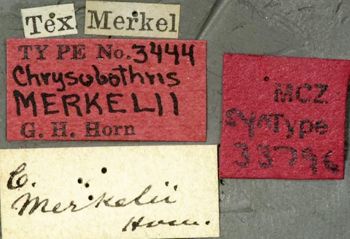 Tex
Merkel
TYPE No. 3444
Chrysobothris
MERKELII
G. H. Horn
MCZ
SynType
33796
C.
Merkelii
Horn.